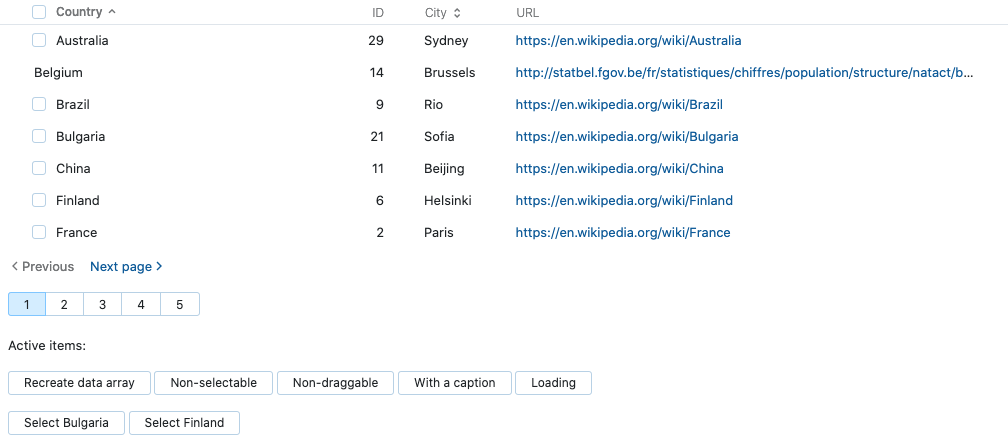 Country ID City URL
Australia 29 Sydney https://en.wikipedia.org/wiki/Australia
Belgium 14 Brussels http://statbel.fgov.be/fr/statistiques/chiffres/population/structure/natact/b...
Brazil 9 Rio https://en.wikipedia.org/wiki/Brazil
Bulgaria 21 Sofia https://en.wikipedia.org/wiki/Bulgaria
China 11 Beijing https://en.wikipedia.org/wiki/China
Finland 6 Helsinki https://en.wikipedia.org/wiki/Finland
France 2 Paris https://en.wikipedia.org/wiki/France
Previous Next page
1 2 3 4 5
Active items:
Recreate data array Non-selectable Non-draggable With a caption Loading
Select Bulgaria Select Finland